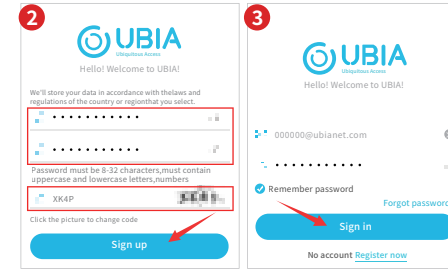 2
UBIA
Ubiquitous Access
Hello! Welcome to UBIA!
We'll store your data in accordance with thelaws and
regulations of the country or regionthat you select.
Password must be 8-32 characters,must contain
uppercase and lowercase letters,numbers
XK4P
Click the picture to change code
Sign up
3
UBIA
Ubiquitous Access
Hello! Welcome to UBIA!
000000@ubianet.com
Remember password
Forgot password
Sign in
No account Register now